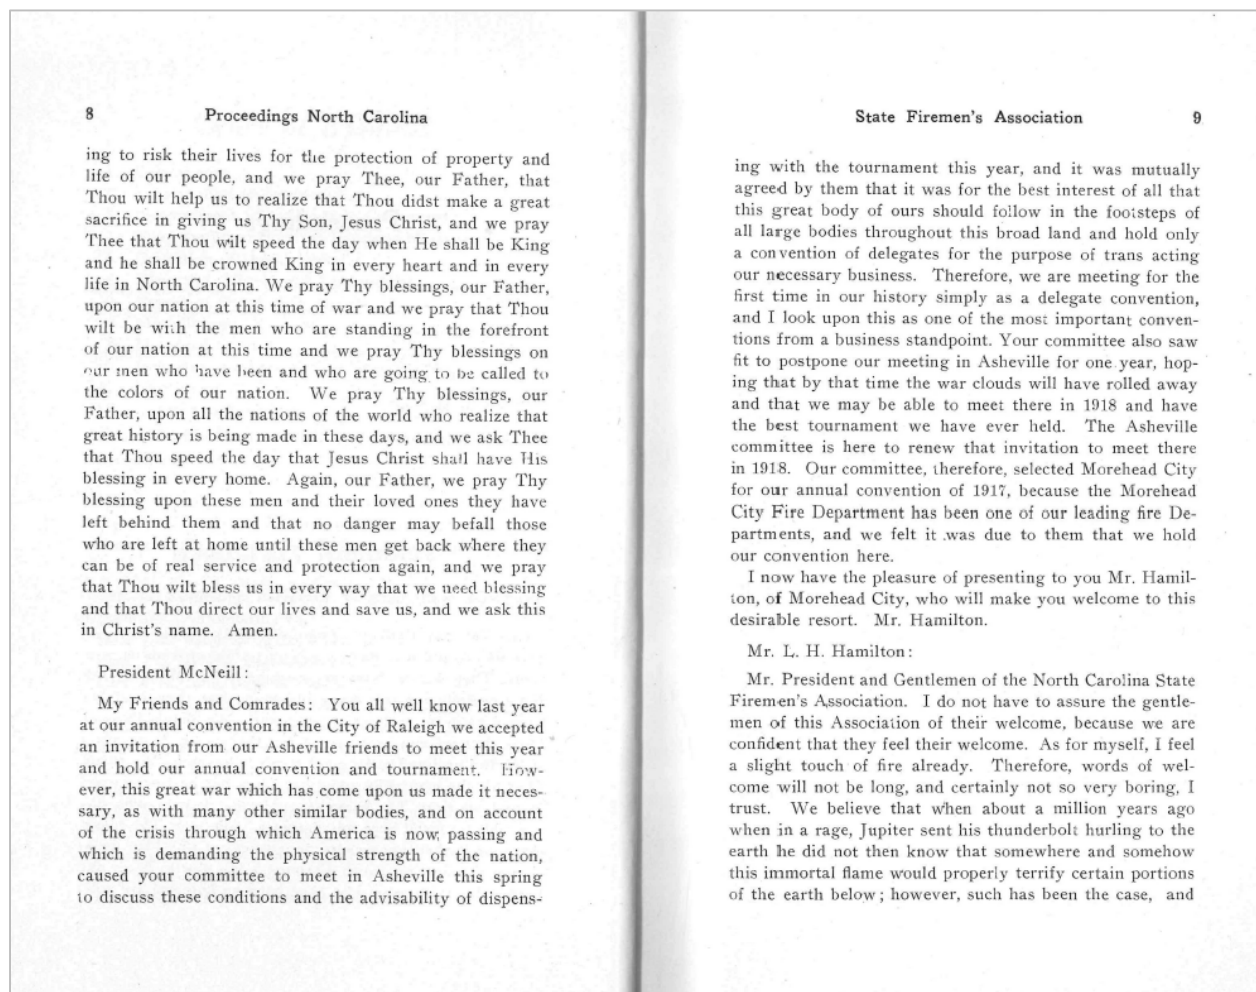 8 Proceedings North Carolina
ing to risk their lives for the protection of property and
life of our people, and we pray Thee, our Father, that
Thou wilt help us to realize that Thou didst make a great
sacrifice in giving us Thy Son, Jesus Christ, and we pray
Thee that Thou wilt speed the day when He shall be King
and he shall be crowned King in every heart and in every
life in North Carolina. We pray Thy blessings, our Father,
upon our nation at this time of war and we pray that Thou
wilt be with the men who are standing in the forefront
of our nation at this time and we pray Thy blessings on
our men who have been and who are going to be called to
the colors of our nation. We pray Thy blessings, our
Father, upon all the nations of the world who realize that
great history is being made in these days, and we ask Thee
that Thou speed the day that Jesus Christ shall have His
blessing in every home. Again, our Father, we pray Thy
blessing upon these men and their loved ones they have
left behind them and that no danger may befall those
who are left at home until these men get back where they
can be of real service and protection again, and we pray
that Thou wilt bless us in every way that we need blessing
and that Thou direct our lives and save us, and we ask this
in Christ's name. Amen.
President McNeill:
My Friends and Comrades: You all well know last year
at our annual convention in the City of Raleigh we accepted
an invitation from our Asheville friends to meet this year
and hold our annual convention and tournament. How-
ever, this great war which has come upon us made it neces-
sary, as with many other similar bodies, and on account
of the crisis through which America is now, passing and
which is demanding the physical strength of the nation,
caused your committee to meet in Asheville this spring
to discuss these conditions and the advisability of dispens-
State Firemen's Association 9
ing with the tournament this year, and it was mutually
agreed by them that it was for the best interest of all that
this great body of ours should follow in the footsteps of
all large bodies throughout this broad land and hold only
a convention of delegates for the purpose of trans acting
our necessary business. Therefore, we are meeting for the
first time in our history simply as a delegate convention,
and I look upon this as one of the most important conven-
tions from a business standpoint. Your committee also saw
fit to postpone our meeting in Asheville for one year, hop-
ing that by that time the war clouds will have rolled away
and that we may be able to meet there in 1918 and have
the best tournament we have ever held. The Asheville
committee is here to renew that invitation to meet there
in 1918. Our committee, therefore, selected Morehead City
for our annual convention of 1917, because the Morehead
City Fire Department has been one of our leading fire De-
partments, and we felt it .was due to them that we hold
our convention here.
I now have the pleasure of presenting to you Mr. Hamil-
ton, of Morehead City, who will make you welcome to this
desirable resort. Mr. Hamilton.
Mr. L. H. Hamilton:
Mr. President and Gentlemen of the North Carolina State
Firemen's Association. I do not have to assure the gentle-
men of this Association of their welcome, because we are
confident that they feel their welcome. As for myself, I feel
a slight touch of fire already. Therefore, words of wel-
come will not be long, and certainly not so very boring, I
trust. We believe that when about a million years ago
when in a rage, Jupiter sent his thunderbolt hurling to the
earth he did not then know that somewhere and somehow
this immortal flame would properly terrify certain portions
of the earth below; however, such has been the case, and